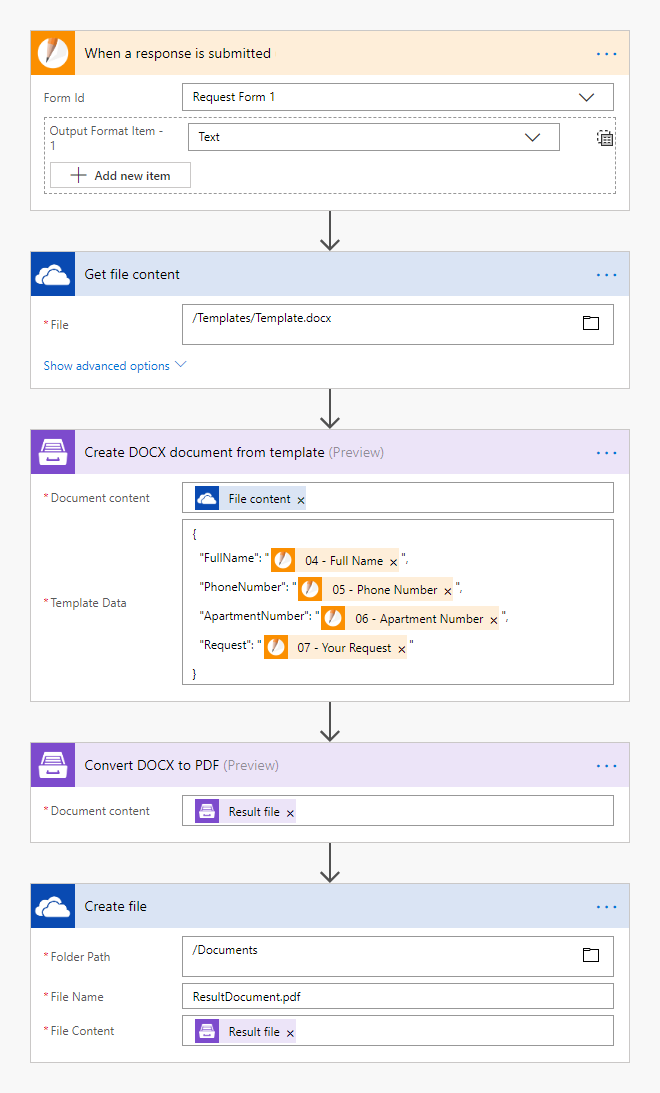 When a response is submitted
...
Form Id
Request Form 1
Output Format Item -
1
Text
Add new item
Get file content
...
*File
/Templates/Template.docx
Show advanced options
Create DOCX document from template (Preview)
...
*Document content
File content x
*Template Data
{
"FullName": " 04 - Full Name x ",
"PhoneNumber": " 05 - Phone Number x ",
"ApartmentNumber": " 06 - Apartment Number x ",
"Request": " 07 - Your Request x "
}
Convert DOCX to PDF (Preview)
...
*Document content
Result file x
Create file
...
*Folder Path
/Documents
*File Name
ResultDocument.pdf
*File Content
Result file x